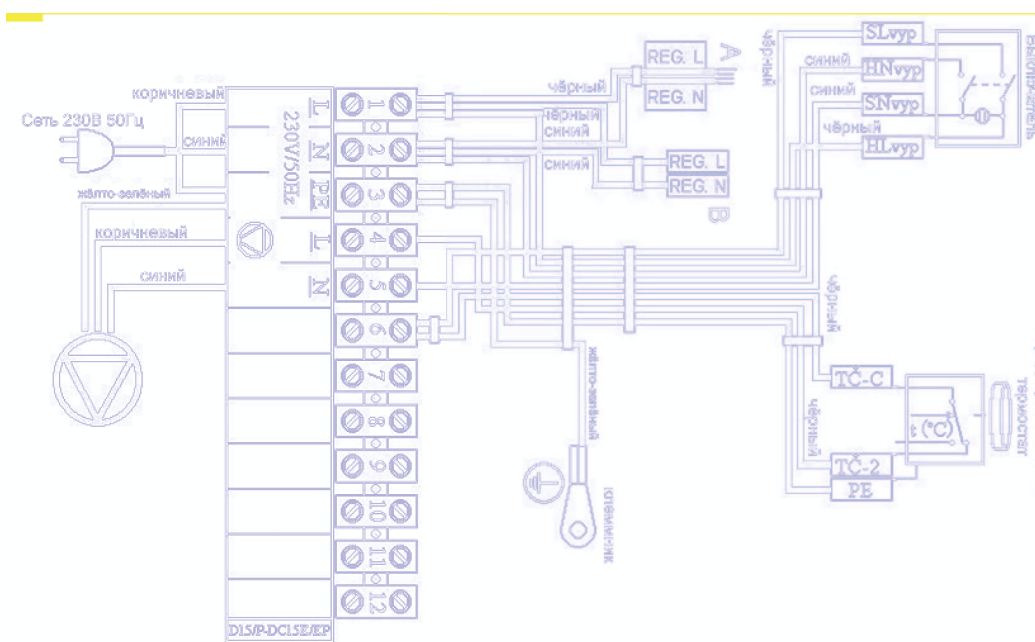 коричневый
Сеть 230В 50Гц
синий
жёлто-зелёный
коричневый
синий
230V/50Hz
L
N
PE
L
N
1
2
3
4
5
6
7
8
9
10
11
12
D15/P-DC15E/EP
чёрный
чёрный
синий
синий
REG. L
REG. N
A
REG. L
REG. N
B
чёрный
синий
синий
чёрный
SLvyp
HNvyp
SNvyp
HLvyp
Выключатель
чёрный
чёрный
TČ-C
TČ-2
PE
(°C)
термостат
жёлто-зелёный
клеммник